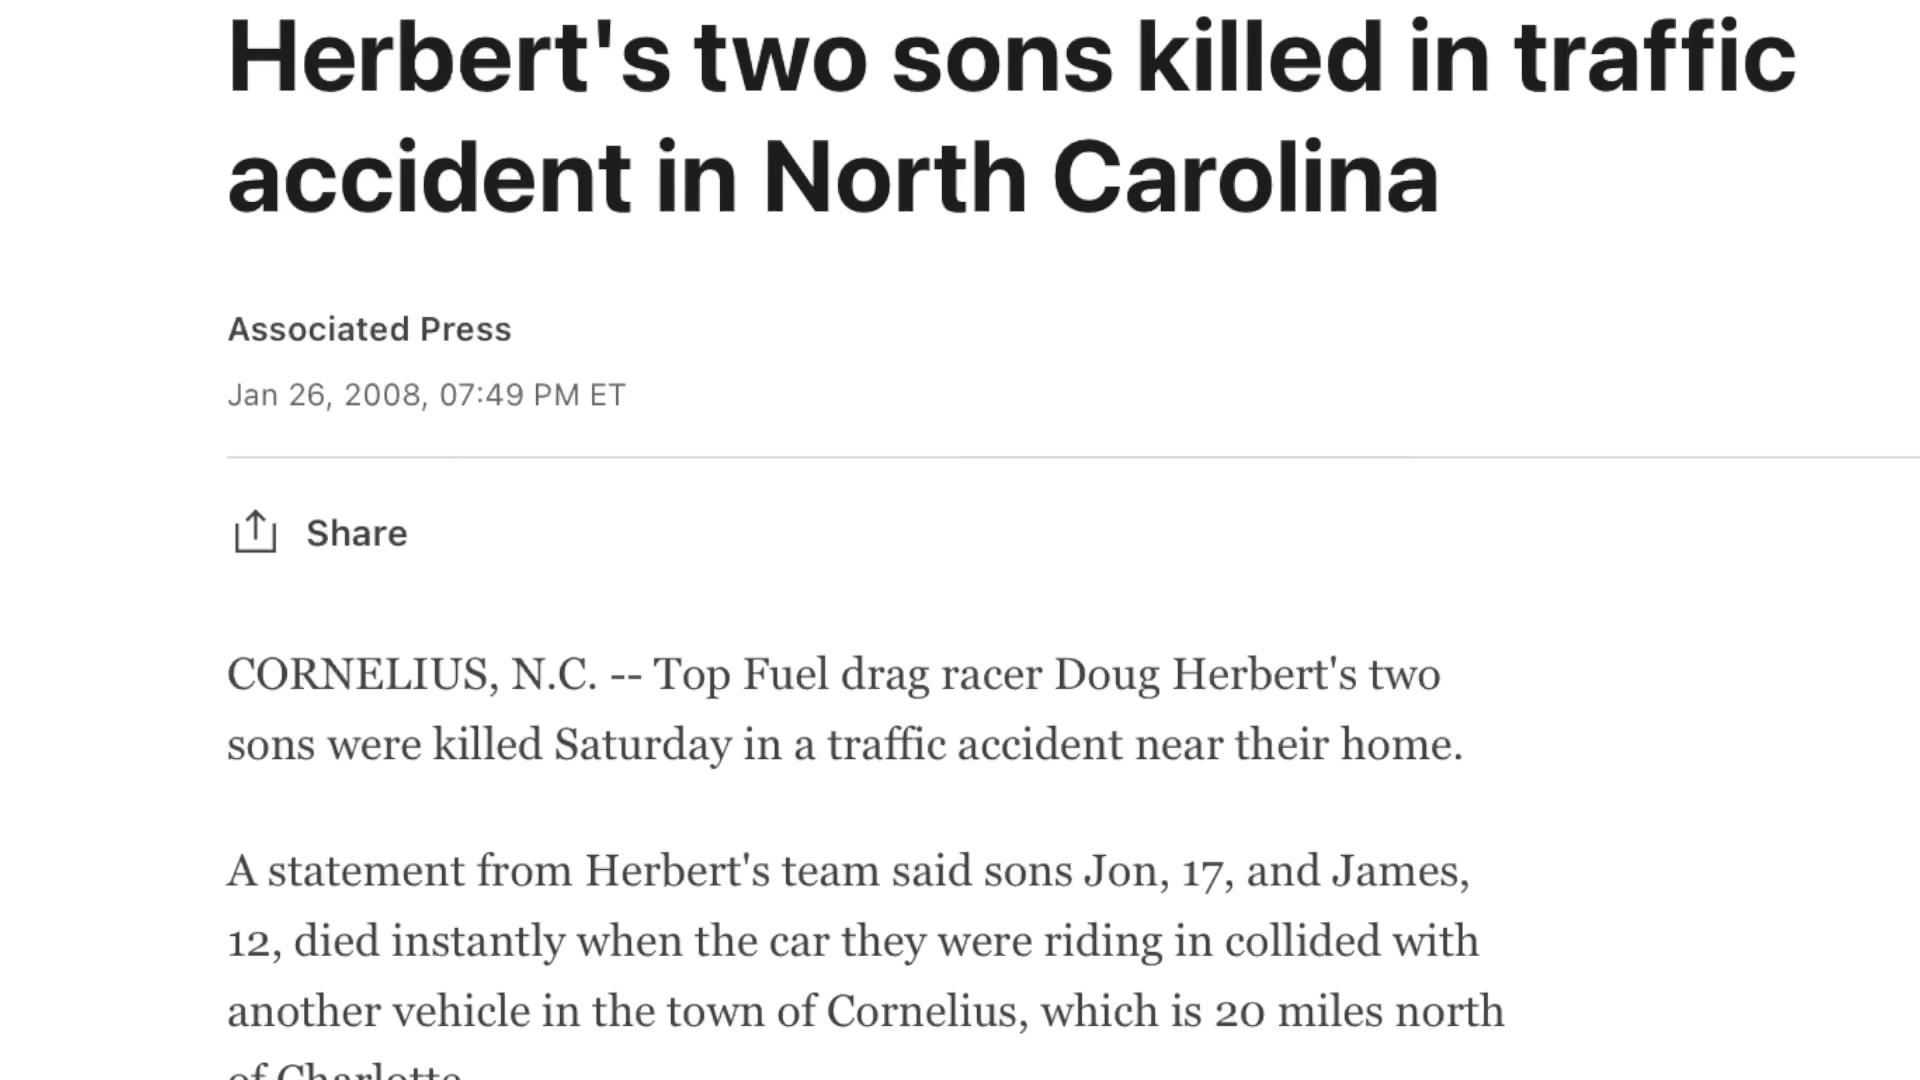 Herbert's two sons killed in traffic
accident in North Carolina
Associated Press
Jan 26, 2008, 07:49 PM ET
Share
CORNELIUS, N.C. -- Top Fuel drag racer Doug Herbert's two
sons were killed Saturday in a traffic accident near their home.
A statement from Herbert's team said sons Jon, 17, and James,
12, died instantly when the car they were riding in collided with
another vehicle in the town of Cornelius, which is 20 miles north
of Charlotte.